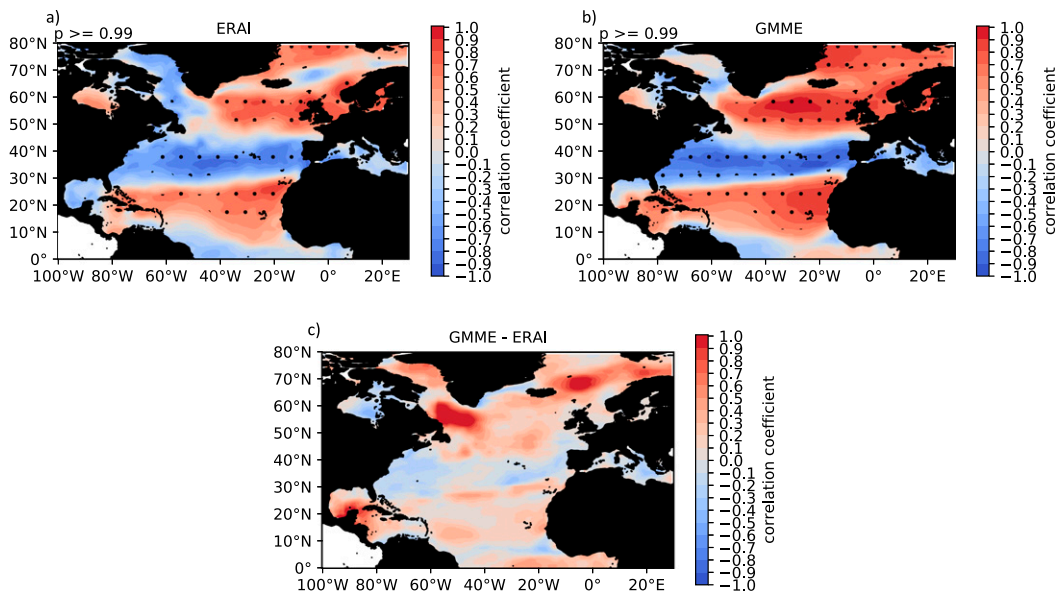 a)
ERAI
p >= 0.99
80°N
70°N
60°N
50°N
40°N
30°N
20°N
10°N
0°
100°W 80°W 60°W 40°W 20°W 0° 20°E
1.0
0.9
0.8
0.7
0.6
0.5
0.4
0.3
0.2
0.1
0.0
−0.1
−0.2
−0.3
−0.4
−0.5
−0.6
−0.7
−0.8
−0.9
−1.0
correlation coefficient
b)
GMME
p >= 0.99
80°N
70°N
60°N
50°N
40°N
30°N
20°N
10°N
0°
100°W 80°W 60°W 40°W 20°W 0° 20°E
1.0
0.9
0.8
0.7
0.6
0.5
0.4
0.3
0.2
0.1
0.0
−0.1
−0.2
−0.3
−0.4
−0.5
−0.6
−0.7
−0.8
−0.9
−1.0
correlation coefficient
c)
GMME - ERAI
80°N
70°N
60°N
50°N
40°N
30°N
20°N
10°N
0°
100°W 80°W 60°W 40°W 20°W 0° 20°E
1.0
0.9
0.8
0.7
0.6
0.5
0.4
0.3
0.2
0.1
0.0
−0.1
−0.2
−0.3
−0.4
−0.5
−0.6
−0.7
−0.8
−0.9
−1.0
correlation coefficient